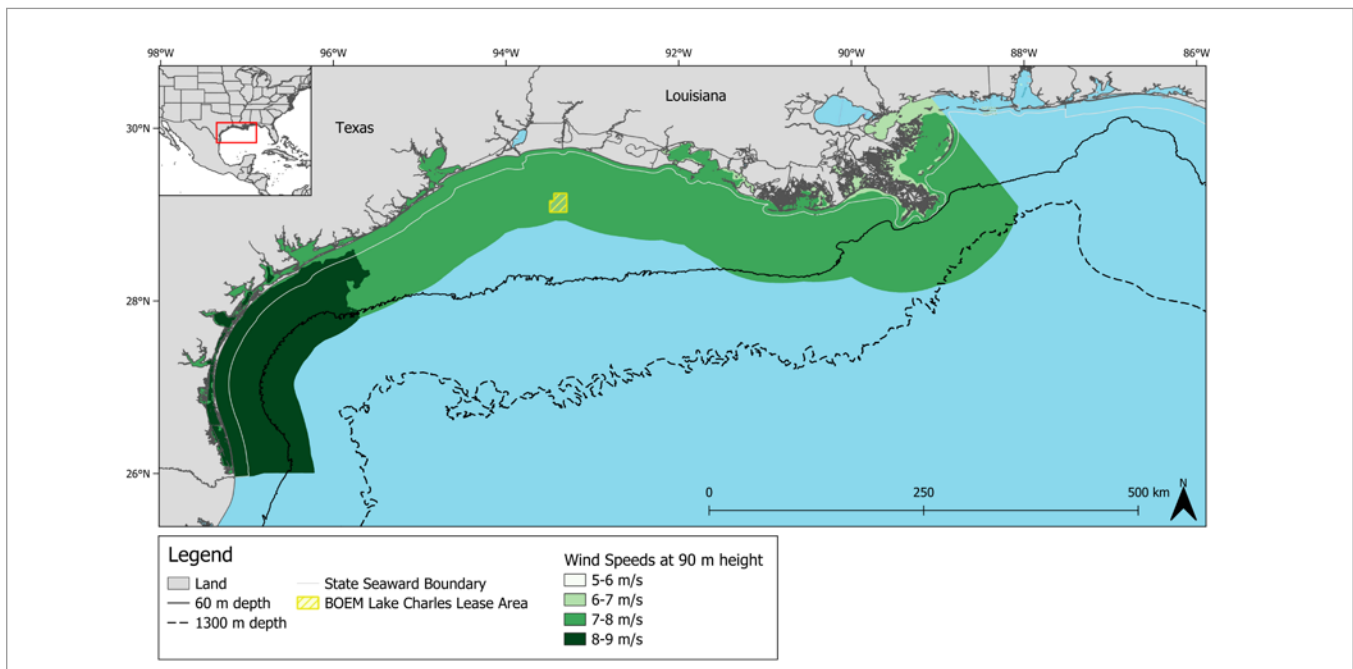 98°W 96°W 94°W 92°W 90°W 88°W 86°W
Louisiana
Texas
30°N
28°N
26°N
N
0 250 500 km
Legend
Land
60 m depth
1300 m depth
State Seaward Boundary
BOEM Lake Charles Lease Area
Wind Speeds at 90 m height
5-6 m/s
6-7 m/s
7-8 m/s
8-9 m/s